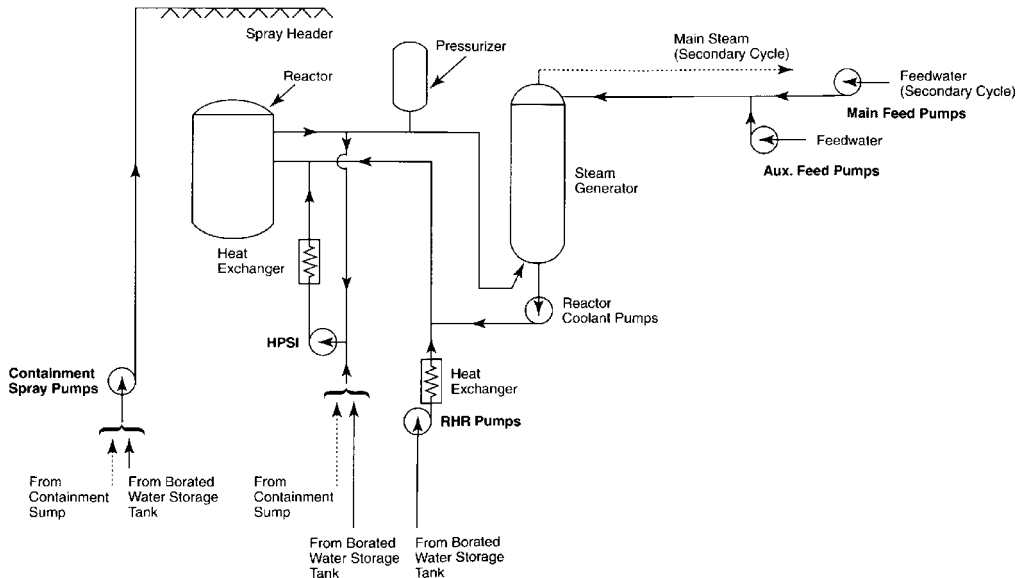 Spray Header
Pressurizer
Main Steam
(Secondary Cycle)
Reactor
Feedwater
(Secondary Cycle)
Main Feed Pumps
Feedwater
Aux. Feed Pumps
Steam
Generator
Heat
Exchanger
Reactor
Coolant Pumps
HPSI
Containment
Spray Pumps
Heat
Exchanger
RHR Pumps
From
Containment
Sump
From Borated
Water Storage
Tank
From
Containment
Sump
From Borated
Water Storage
Tank
From Borated
Water Storage
Tank